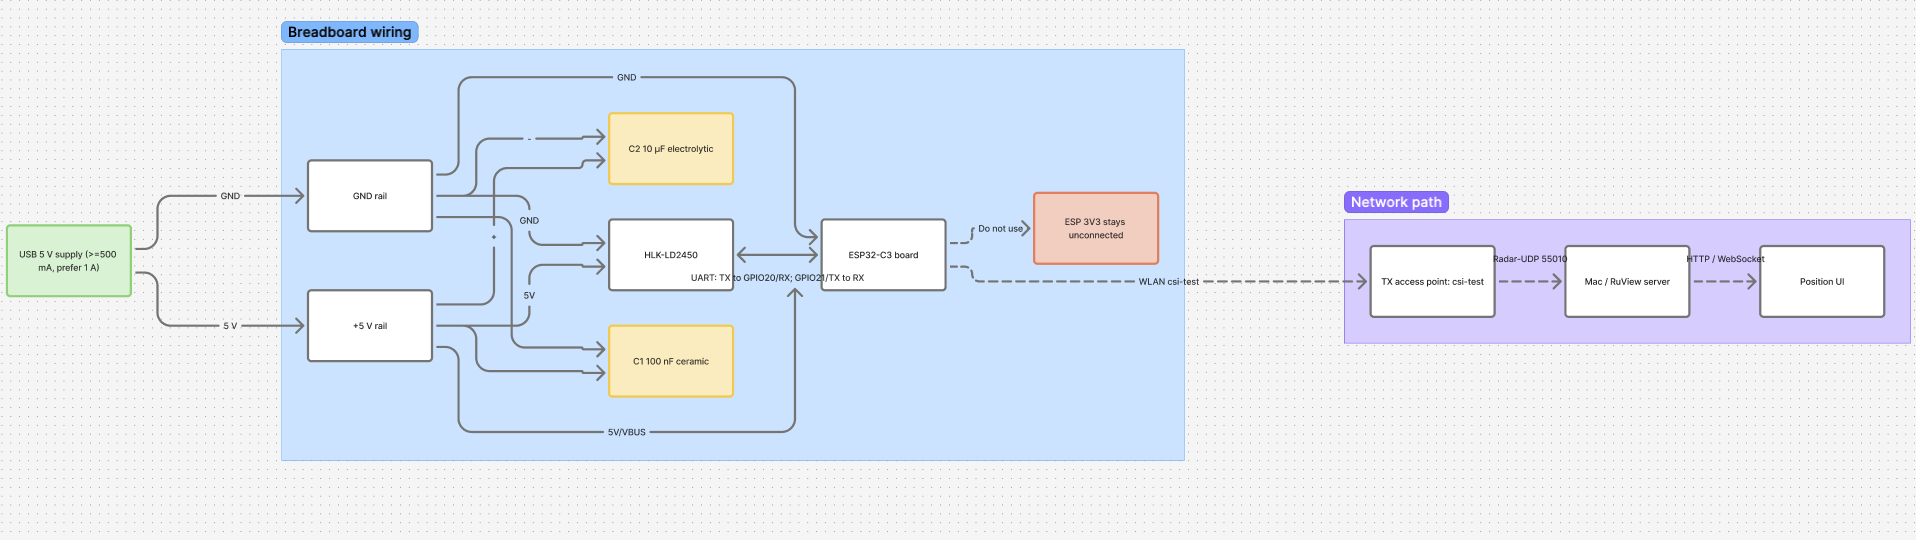 Breadboard wiring
GND
-
C2 10 µF electrolytic
GND rail
GND
GND
+
Do not use
ESP 3V3 stays
unconnected
Network path
USB 5 V supply (>=500
mA, prefer 1 A)
HLK-LD2450
ESP32-C3 board
UART: TX to GPIO20/RX; GPIO21/TX to RX
WLAN csi-test
TX access point: csi-test
Radar-UDP 55010
Mac / RuView server
HTTP / WebSocket
Position UI
5V
5 V
+5 V rail
C1 100 nF ceramic
5V/VBUS